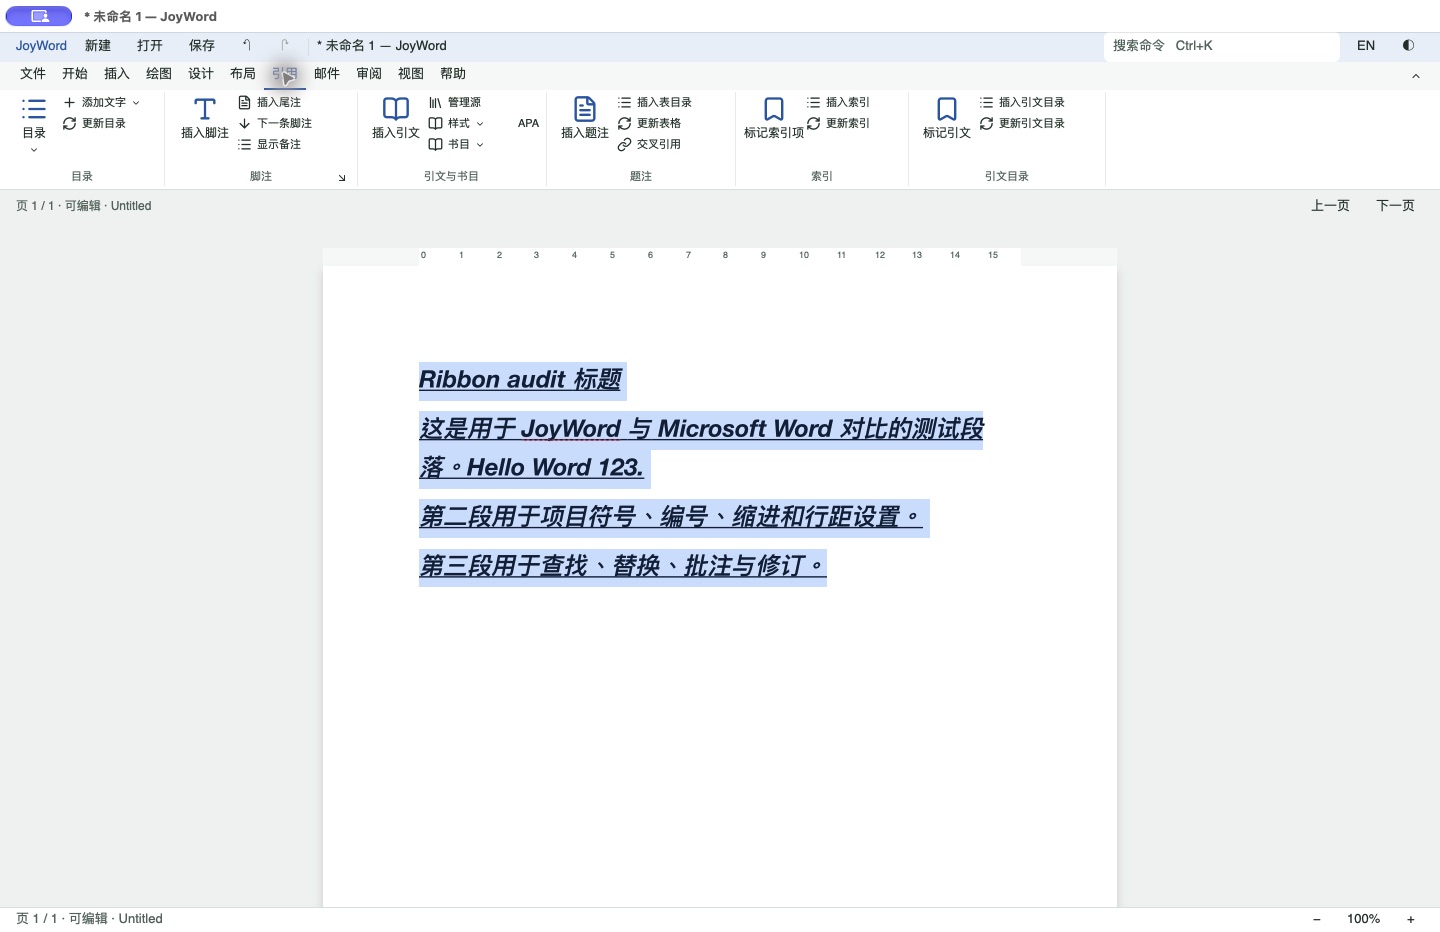 * 未命名 1 — JoyWord
JoyWord 新建 打开 保存 * 未命名 1 — JoyWord 搜索命令 Ctrl+K EN
文件 开始 插入 绘图 设计 布局 引用 邮件 审阅 视图 帮助
目录
添加文字
更新目录
目录
插入脚注
插入尾注
下一条脚注
显示备注
脚注
插入引文
管理源
样式 APA
书目
引文与书目
插入题注
插入表目录
更新表格
交叉引用
题注
标记索引项
插入索引
更新索引
索引
标记引文
插入引文目录
更新引文目录
引文目录
页 1 / 1 · 可编辑 · Untitled 上一页 下一页
0 1 2 3 4 5 6 7 8 9 10 11 12 13 14 15
Ribbon audit 标题
这是用于 JoyWord 与 Microsoft Word 对比的测试段
落。Hello Word 123.
第二段用于项目符号、编号、缩进和行距设置。
第三段用于查找、替换、批注与修订。
页 1 / 1 · 可编辑 · Untitled − 100% +